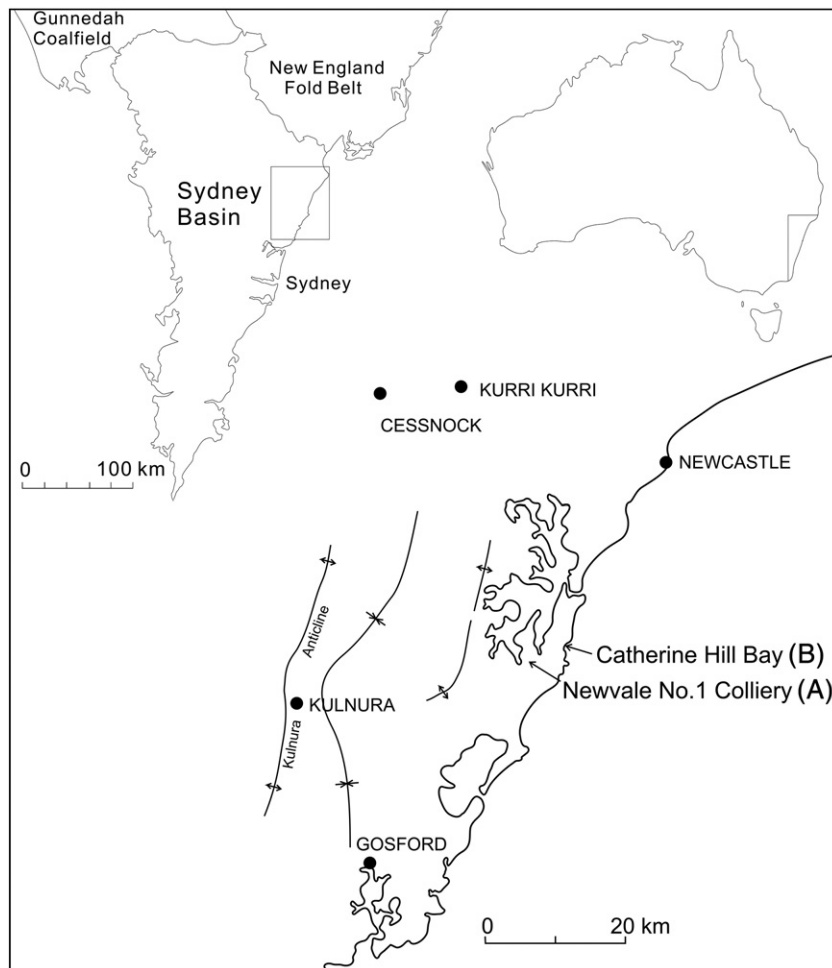 Gunnedah
Coalfield
New England
Fold Belt
Sydney
Basin
Sydney
KURRI KURRI
CESSNOCK
0 100 km
NEWCASTLE
Anticline
Catherine Hill Bay (B)
Newvale No.1 Colliery (A)
KULNURA
Kulnura
GOSFORD
0 20 km